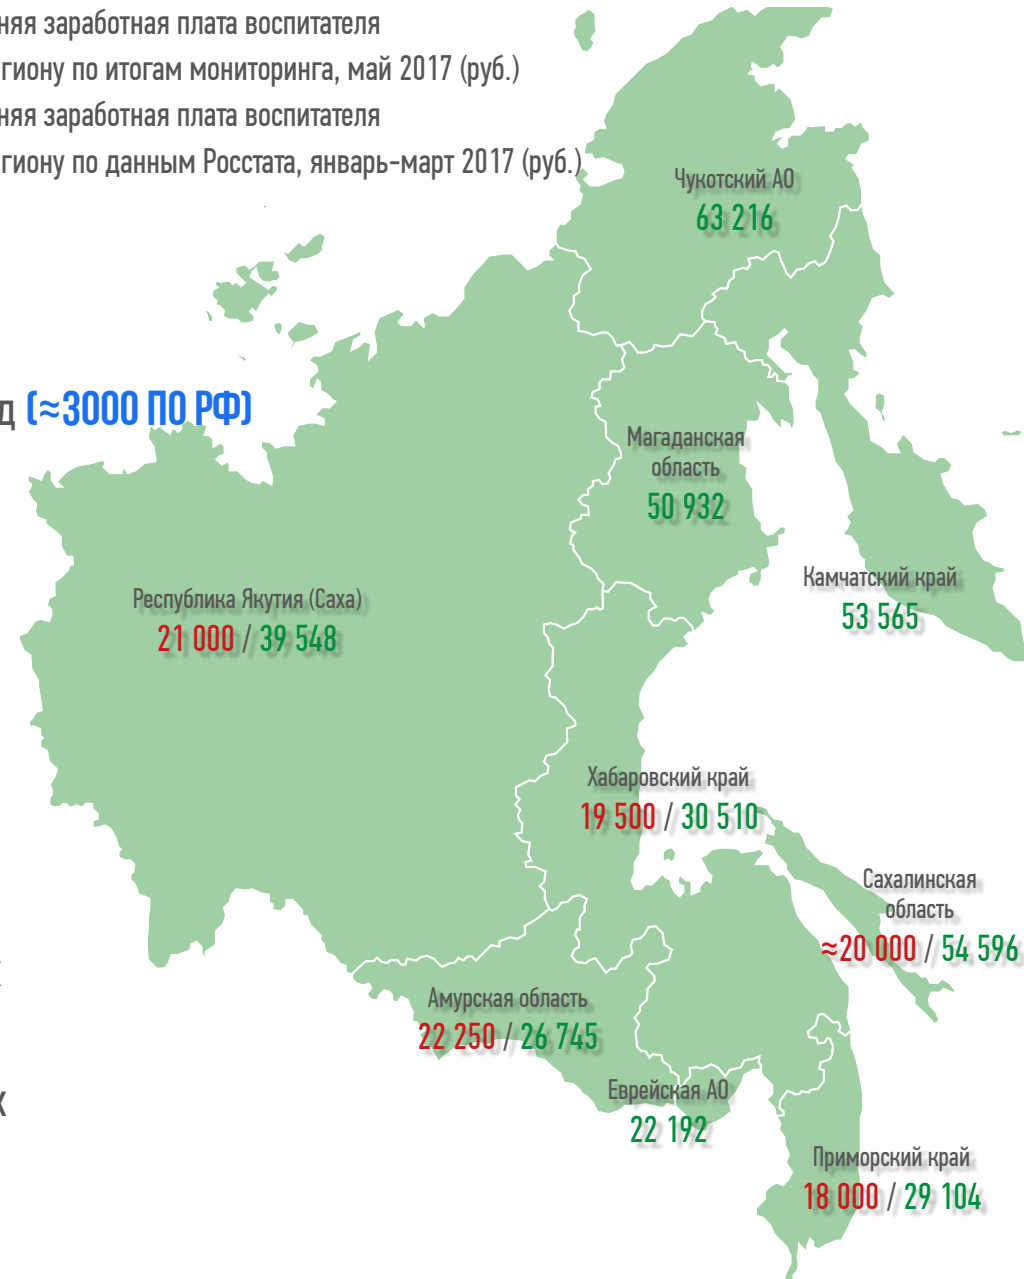 няя заработная плата воспитателя
гиону по итогам мониторинга, май 2017 (руб.)
няя заработная плата воспитателя
гиону по данным Росстата, январь-март 2017 (руб.)
Чукотский АО
63 216
д (≈3000 ПО РФ)
Магаданская
область
50 932
Камчатский край
53 565
Республика Якутия (Саха)
21 000 / 39 548
Хабаровский край
19 500 / 30 510
Сахалинская
область
≈20 000 / 54 596
Амурская область
22 250 / 26 745
Еврейская АО
22 192
Приморский край
18 000 / 29 104